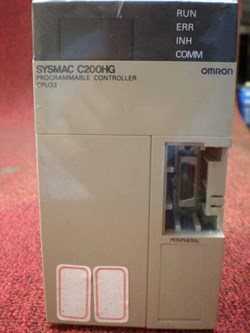 RUN
ERR
INH
COMM
SYSMAC C200HG OMRON
PROGRAMMABLE CONTROLLER
CPU33
PERIPHERAL